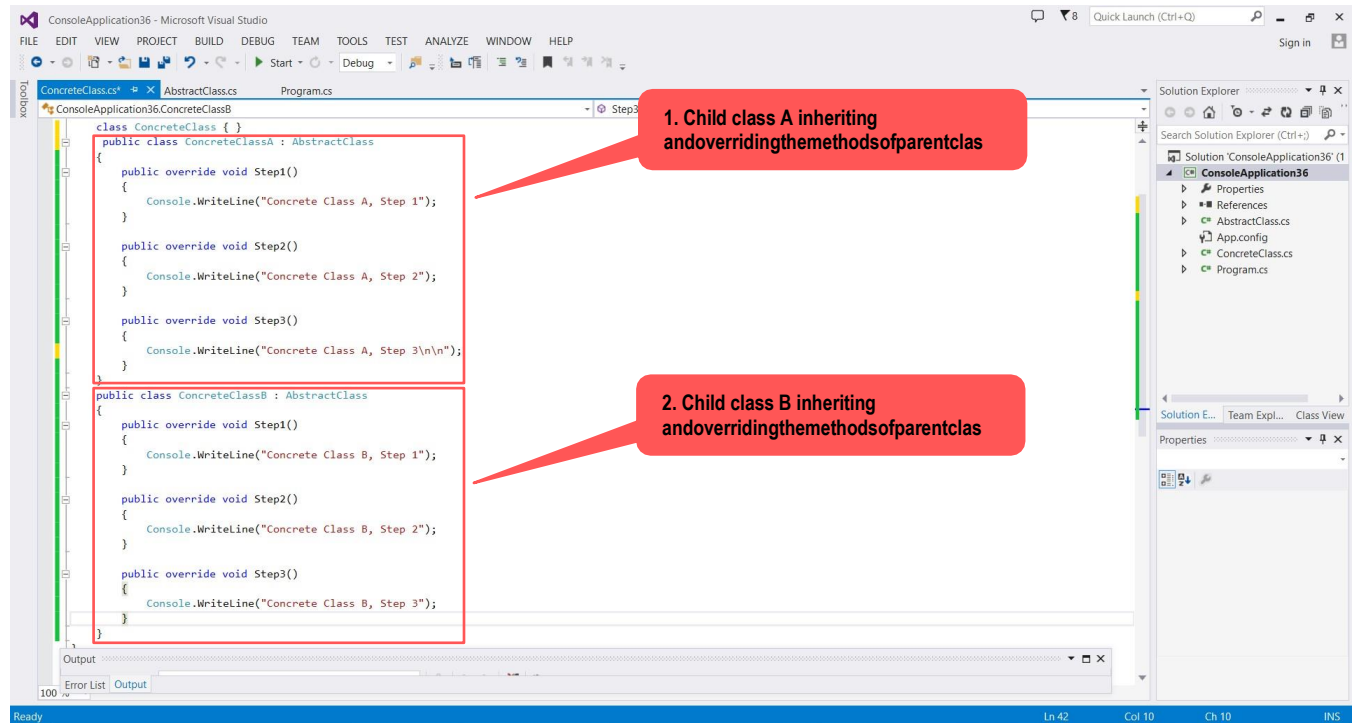 ConsoleApplication36 - Microsoft Visual Studio
8
Quick Launch (Ctrl+Q)
FILE EDIT VIEW PROJECT BUILD DEBUG TEAM TOOLS TEST ANALYZE WINDOW HELP
Sign in
Start Debug
Toolbox
ConcreteClass.cs* AbstractClass.cs Program.cs
ConsoleApplication36.ConcreteClassB
Step3
class ConcreteClass { }
public class ConcreteClassA : AbstractClass
{
public override void Step1()
{
Console.WriteLine("Concrete Class A, Step 1");
}
public override void Step2()
{
Console.WriteLine("Concrete Class A, Step 2");
}
public override void Step3()
{
Console.WriteLine("Concrete Class A, Step 3\n\n");
}
}
public class ConcreteClassB : AbstractClass
{
public override void Step1()
{
Console.WriteLine("Concrete Class B, Step 1");
}
public override void Step2()
{
Console.WriteLine("Concrete Class B, Step 2");
}
public override void Step3()
{
Console.WriteLine("Concrete Class B, Step 3");
}
}
1. Child class A inheriting
andoverridingthemethodsofparentclas
2. Child class B inheriting
andoverridingthemethodsofparentclas
Solution Explorer
Search Solution Explorer (Ctrl+;)
Solution 'ConsoleApplication36' (1
ConsoleApplication36
Properties
References
C# AbstractClass.cs
App.config
C# ConcreteClass.cs
C# Program.cs
Solution E... Team Expl... Class View
Properties
Output
Error List Output
100 %
Ready
Ln 42 Col 10 Ch 10 INS